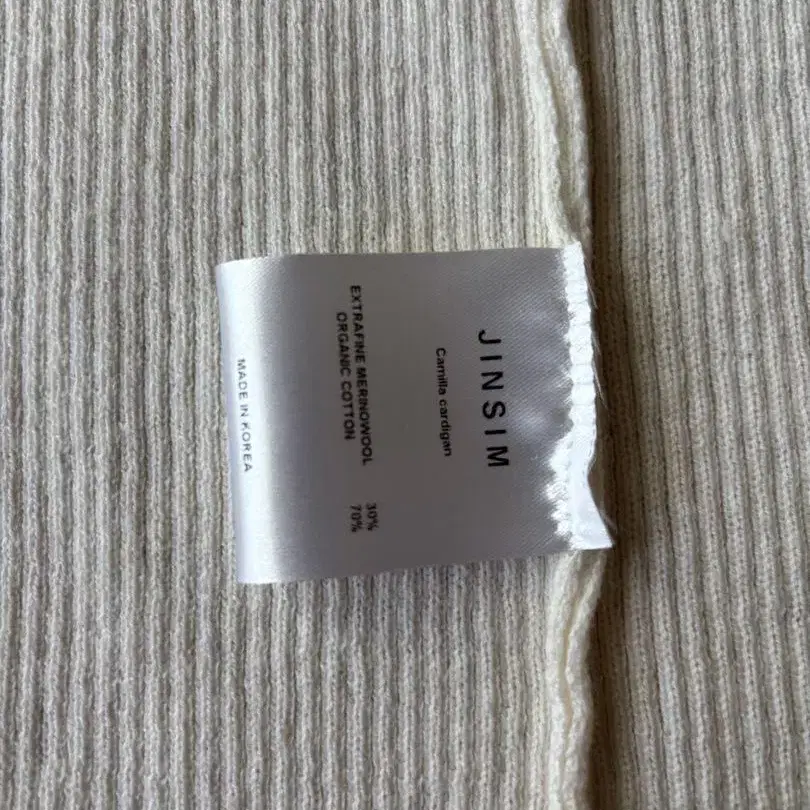 JINSIM
Camilla cardigan
EXTRAFINE MERINOWOOL 30%
ORGANIC COTTON 70%
MADE IN KOREA